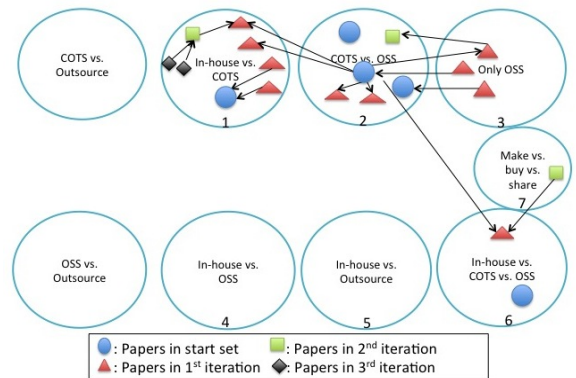 COTS vs.
Outsource
In-house vs.
COTS
1
COTS vs. OSS
2
Only OSS
3
Make vs.
buy vs.
share
7
OSS vs.
Outsource
In-house vs.
OSS
4
In-house vs.
Outsource
5
In-house vs.
COTS vs. OSS
6
: Papers in start set
: Papers in 2nd iteration
: Papers in 1st iteration
: Papers in 3rd iteration